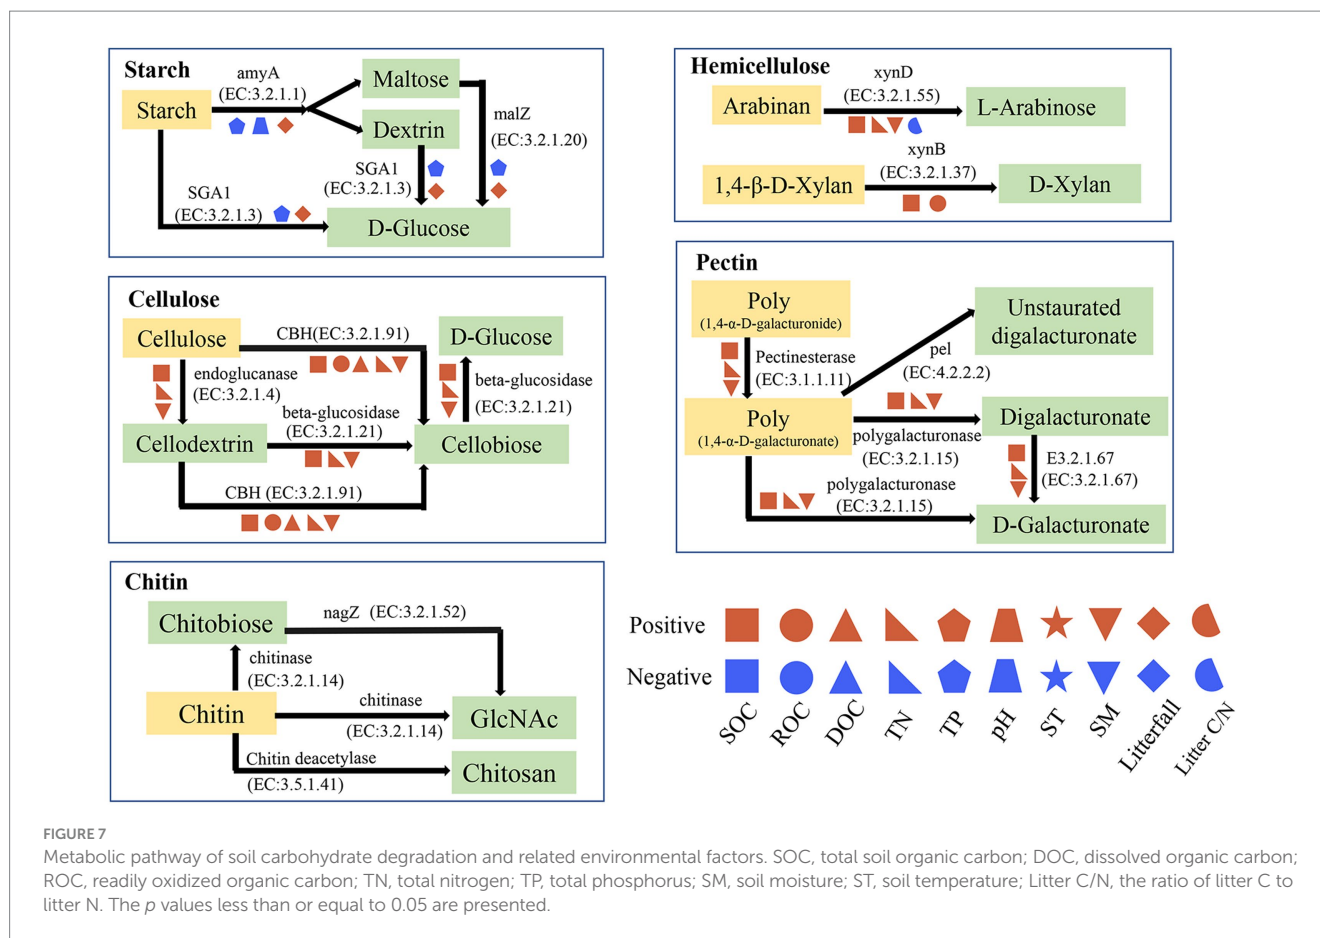 Starch
amyA
(EC:3.2.1.1)
Starch
Maltose
Dextrin
malZ
(EC:3.2.1.20)
SGA1
(EC:3.2.1.3)
SGA1
(EC:3.2.1.3)
D-Glucose
Hemicellulose
xynD
(EC:3.2.1.55)
Arabinan
L-Arabinose
xynB
(EC:3.2.1.37)
1,4-β-D-Xylan
D-Xylan
Cellulose
Cellulose
CBH(EC:3.2.1.91)
D-Glucose
endoglucanase
(EC:3.2.1.4)
beta-glucosidase
(EC:3.2.1.21)
beta-glucosidase
(EC:3.2.1.21)
Cellodextrin
Cellobiose
CBH (EC:3.2.1.91)
Pectin
Poly
(1,4-α-D-galacturonide)
Unstaurated
digalacturonate
Pectinesterase
(EC:3.1.1.11)
pel
(EC:4.2.2.2)
Poly
(1,4-α-D-galacturonate)
Digalacturonate
polygalacturonase
(EC:3.2.1.15)
E3.2.1.67
(EC:3.2.1.67)
polygalacturonase
(EC:3.2.1.15)
D-Galacturonate
Chitin
Chitobiose
nagZ (EC:3.2.1.52)
chitinase
(EC:3.2.1.14)
Chitin
chitinase
(EC:3.2.1.14)
GlcNAc
Chitin deacetylase
(EC:3.5.1.41)
Chitosan
Positive
Negative
SOC
ROC
DOC
TN
TP
pH
ST
SM
Litterfall
Litter C/N
FIGURE 7
Metabolic pathway of soil carbohydrate degradation and related environmental factors. SOC, total soil organic carbon; DOC, dissolved organic carbon;
ROC, readily oxidized organic carbon; TN, total nitrogen; TP, total phosphorus; SM, soil moisture; ST, soil temperature; Litter C/N, the ratio of litter C to
litter N. The p values less than or equal to 0.05 are presented.